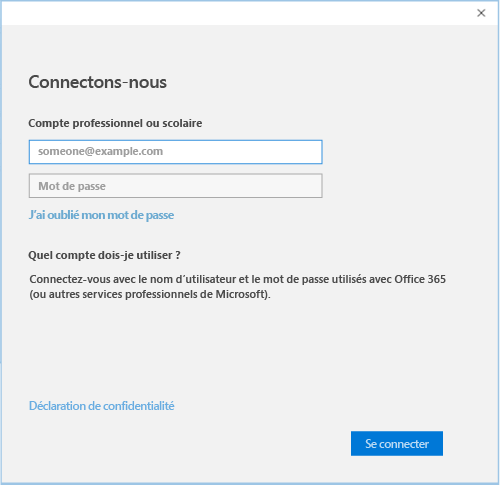 Connectons-nous
Compte professionnel ou scolaire
someone@example.com
Mot de passe
J'ai oublié mon mot de passe
Quel compte dois-je utiliser ?
Connectez-vous avec le nom d'utilisateur et le mot de passe utilisés avec Office 365
(ou autres services professionnels de Microsoft).
Déclaration de confidentialité
Se connecter